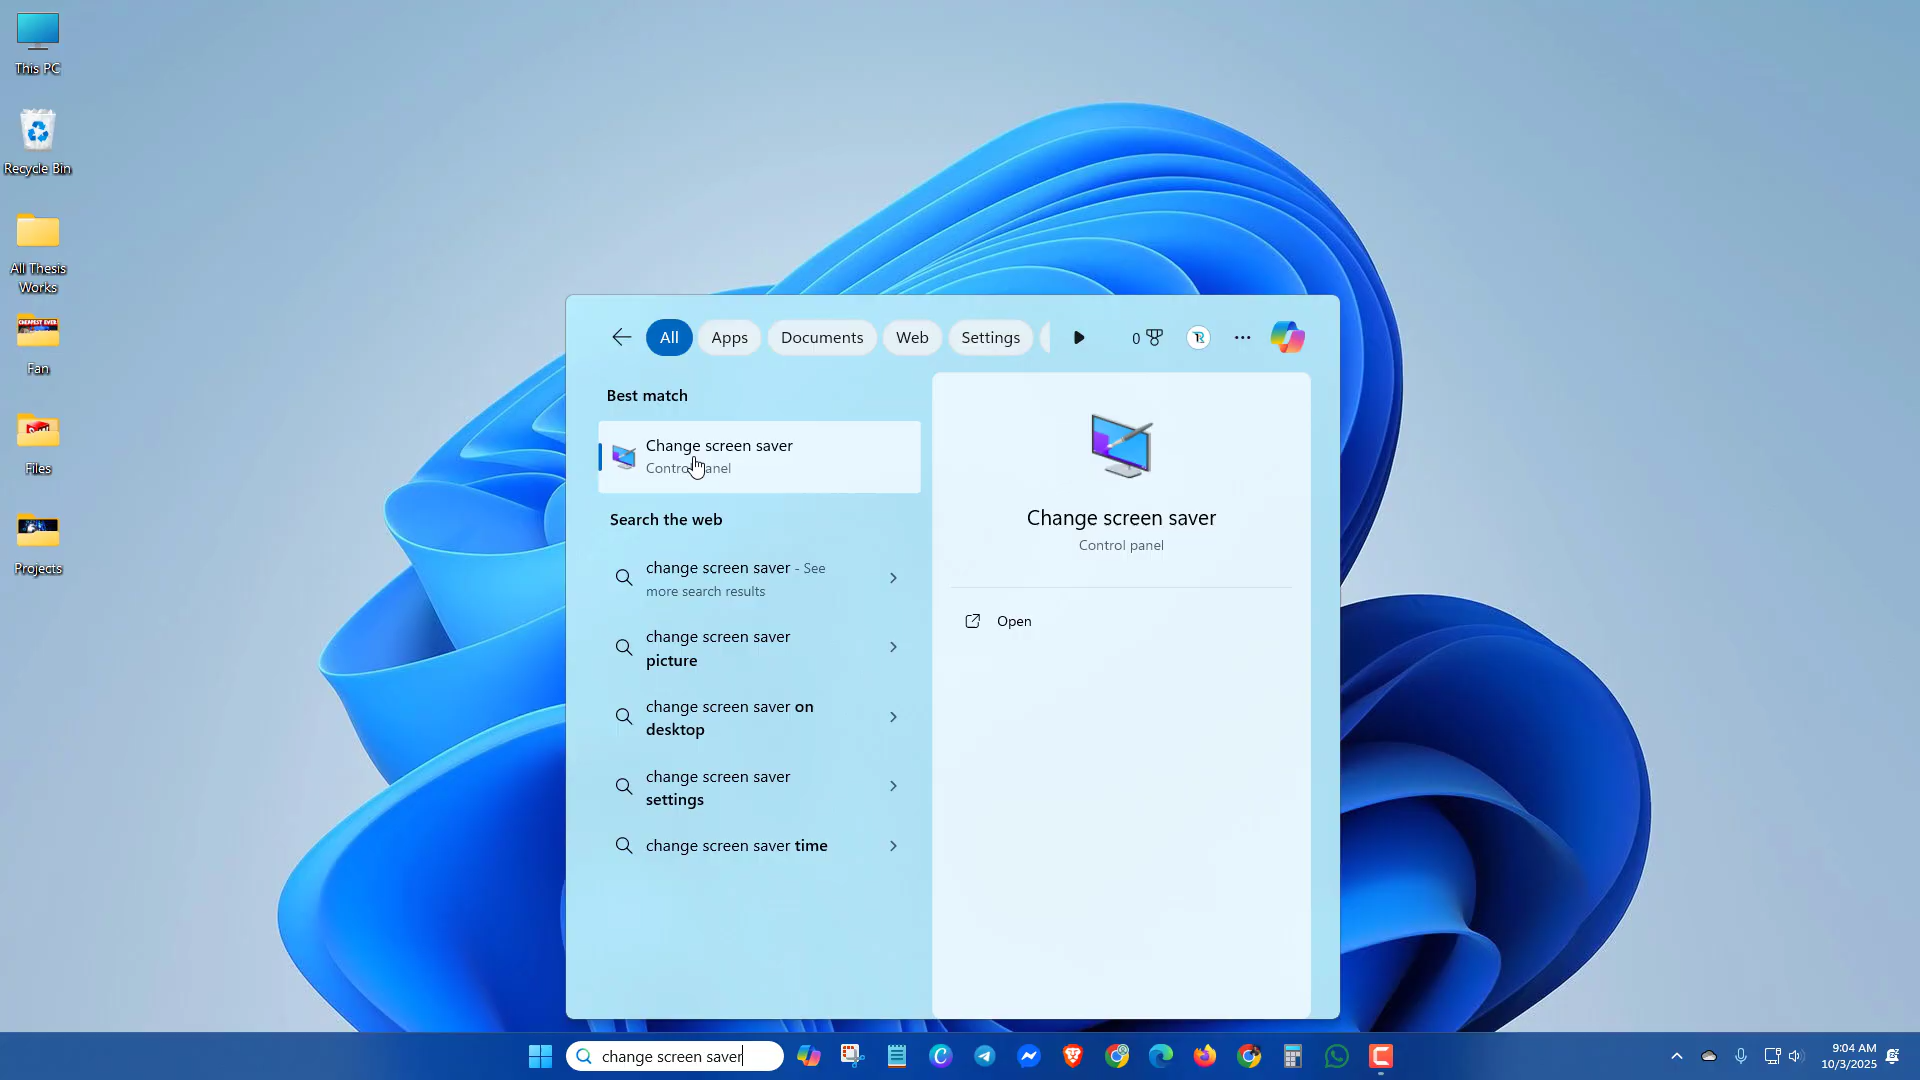 This PC
Recycle Bin
All Thesis
Works
CHEAPEST EVER
Fan
Files
Projects
All
Apps
Documents
Web
Settings
0
Best match
Change screen saver
Control panel
Search the web
change screen saver - See
more search results
change screen saver
picture
change screen saver on
desktop
change screen saver
settings
change screen saver time
Change screen saver
Control panel
Open
change screen saver
9:04 AM
10/3/2025